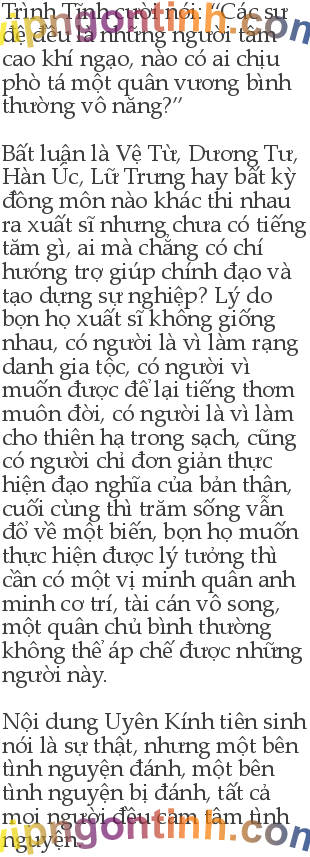 Trình Tĩnh cười nói: “Các sư
đệ đều là những người tâm
cao khí ngạo, nào có ai chịu
phò tá một quân vương bình
thường vô năng?”
Bất luận là Vệ Từ, Dương Tư,
Hàn Úc, Lữ Trưng hay bất kỳ
đồng môn nào khác thi nhau
ra xuất sĩ nhưng chưa có tiếng
tăm gì, ai mà chẳng có chí
hướng trợ giúp chính đạo và
tạo dựng sự nghiệp? Lý do
bọn họ xuất sĩ không giống
nhau, có người là vì làm rạng
danh gia tộc, có người vì
muốn được để lại tiếng thơm
muôn đời, có người là vì làm
cho thiên hạ trong sạch, cũng
có người chỉ đơn giản thực
hiện đạo nghĩa của bản thân,
cuối cùng thì trăm sống vẫn
đổ về một biến, bọn họ muốn
thực hiện được lý tưởng thì
cần có một vị minh quân anh
minh cơ trí, tài cán vô song,
một quân chủ bình thường
không thể áp chế được những
người này.
Nội dung Uyên Kính tiên sinh
nói là sự thật, nhưng một bên
tình nguyện đánh, một bên
tình nguyện bị đánh, tất cả
mọi người đều cam tâm tình
nguyện.
vipngontinh.com